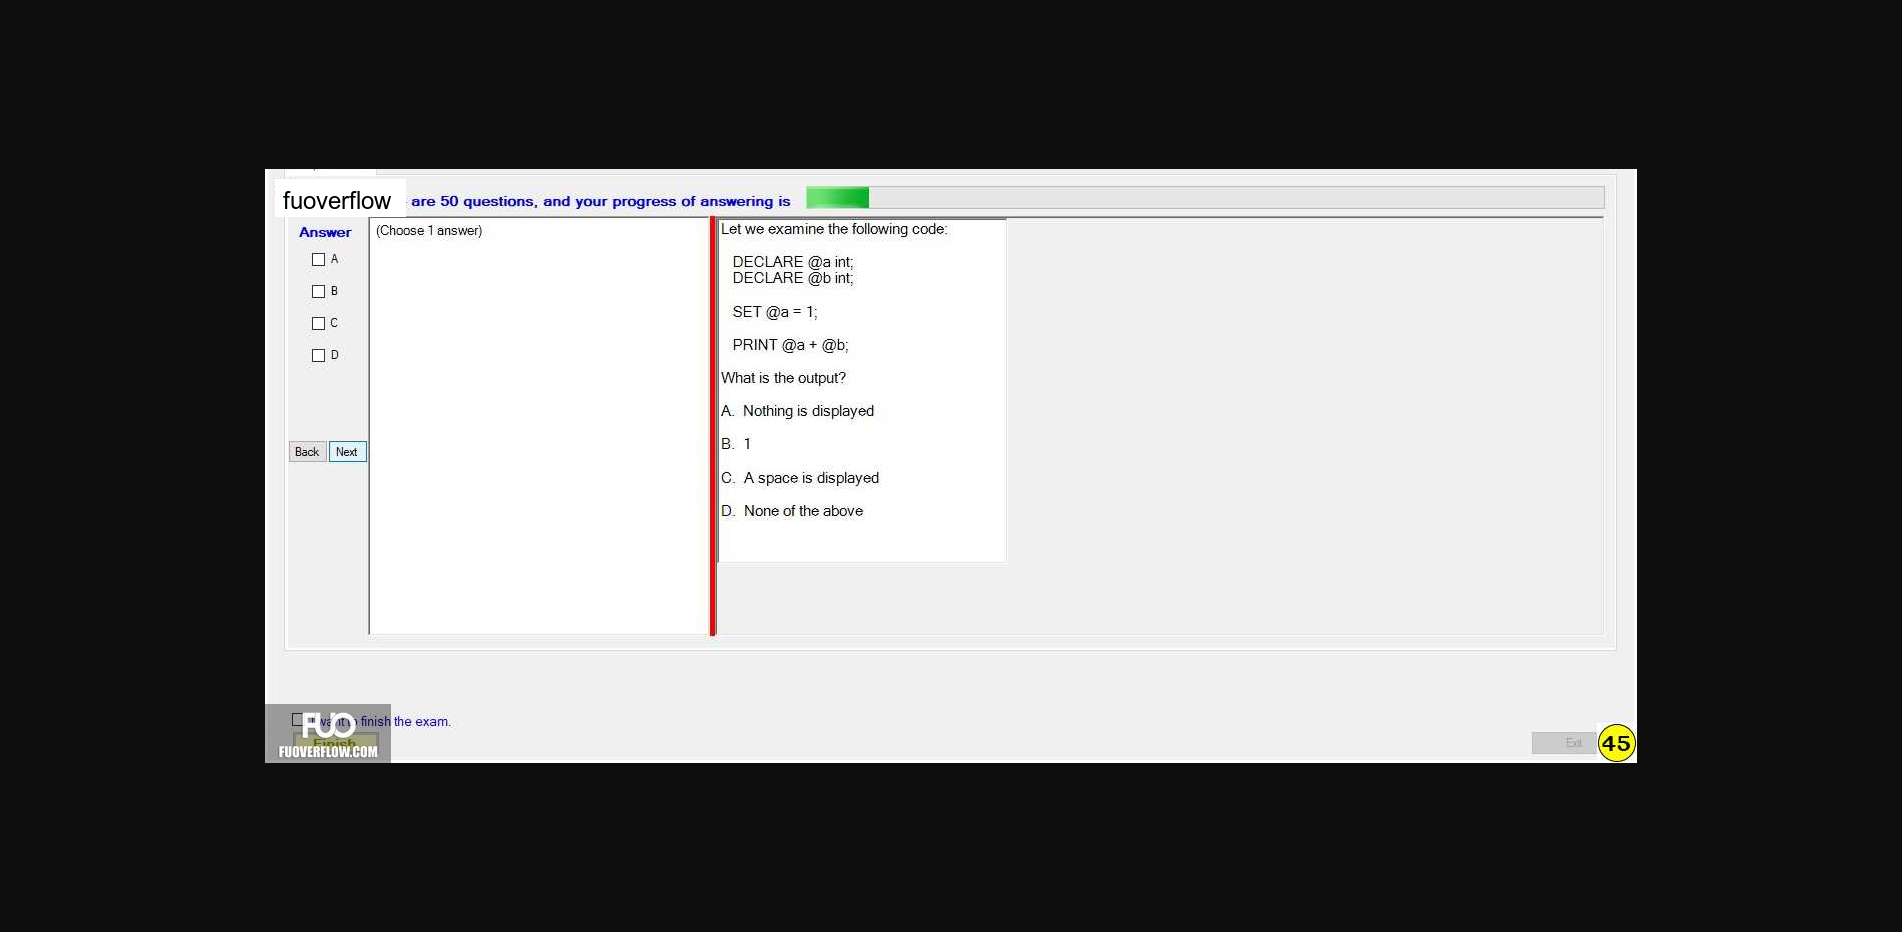 fuoverflow are 50 questions, and your progress of answering is
Answer
A
B
C
D
Back Next
(Choose 1 answer)
Let we examine the following code:
DECLARE @a int;
DECLARE @b int;
SET @a = 1;
PRINT @a + @b;
What is the output?
A. Nothing is displayed
B. 1
C. A space is displayed
D. None of the above
I want to finish the exam.
FUO
Finish
FUOVERFLOW.COM
Exit
45